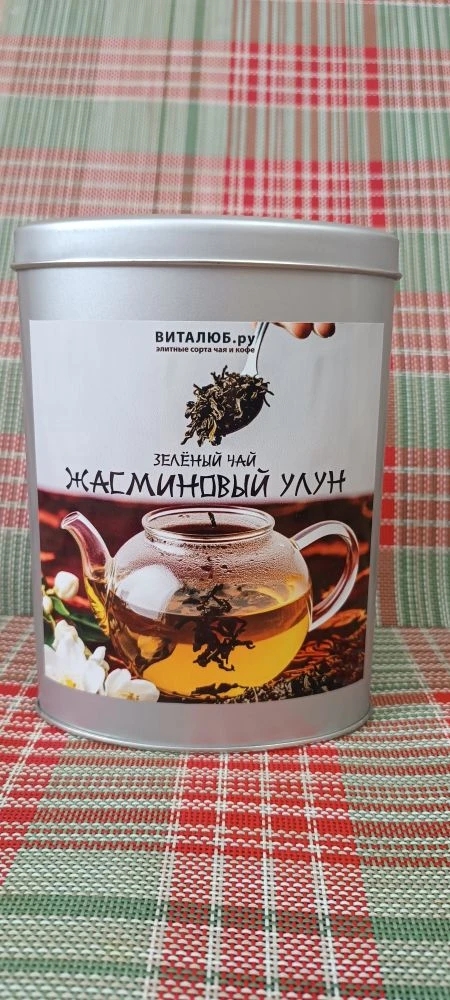 ВИТАЛЮБ.ру
элитные сорта чая и кофе
ЗЕЛЁНЫЙ ЧАЙ
ЖАСМИНОВЫЙ УЛУН